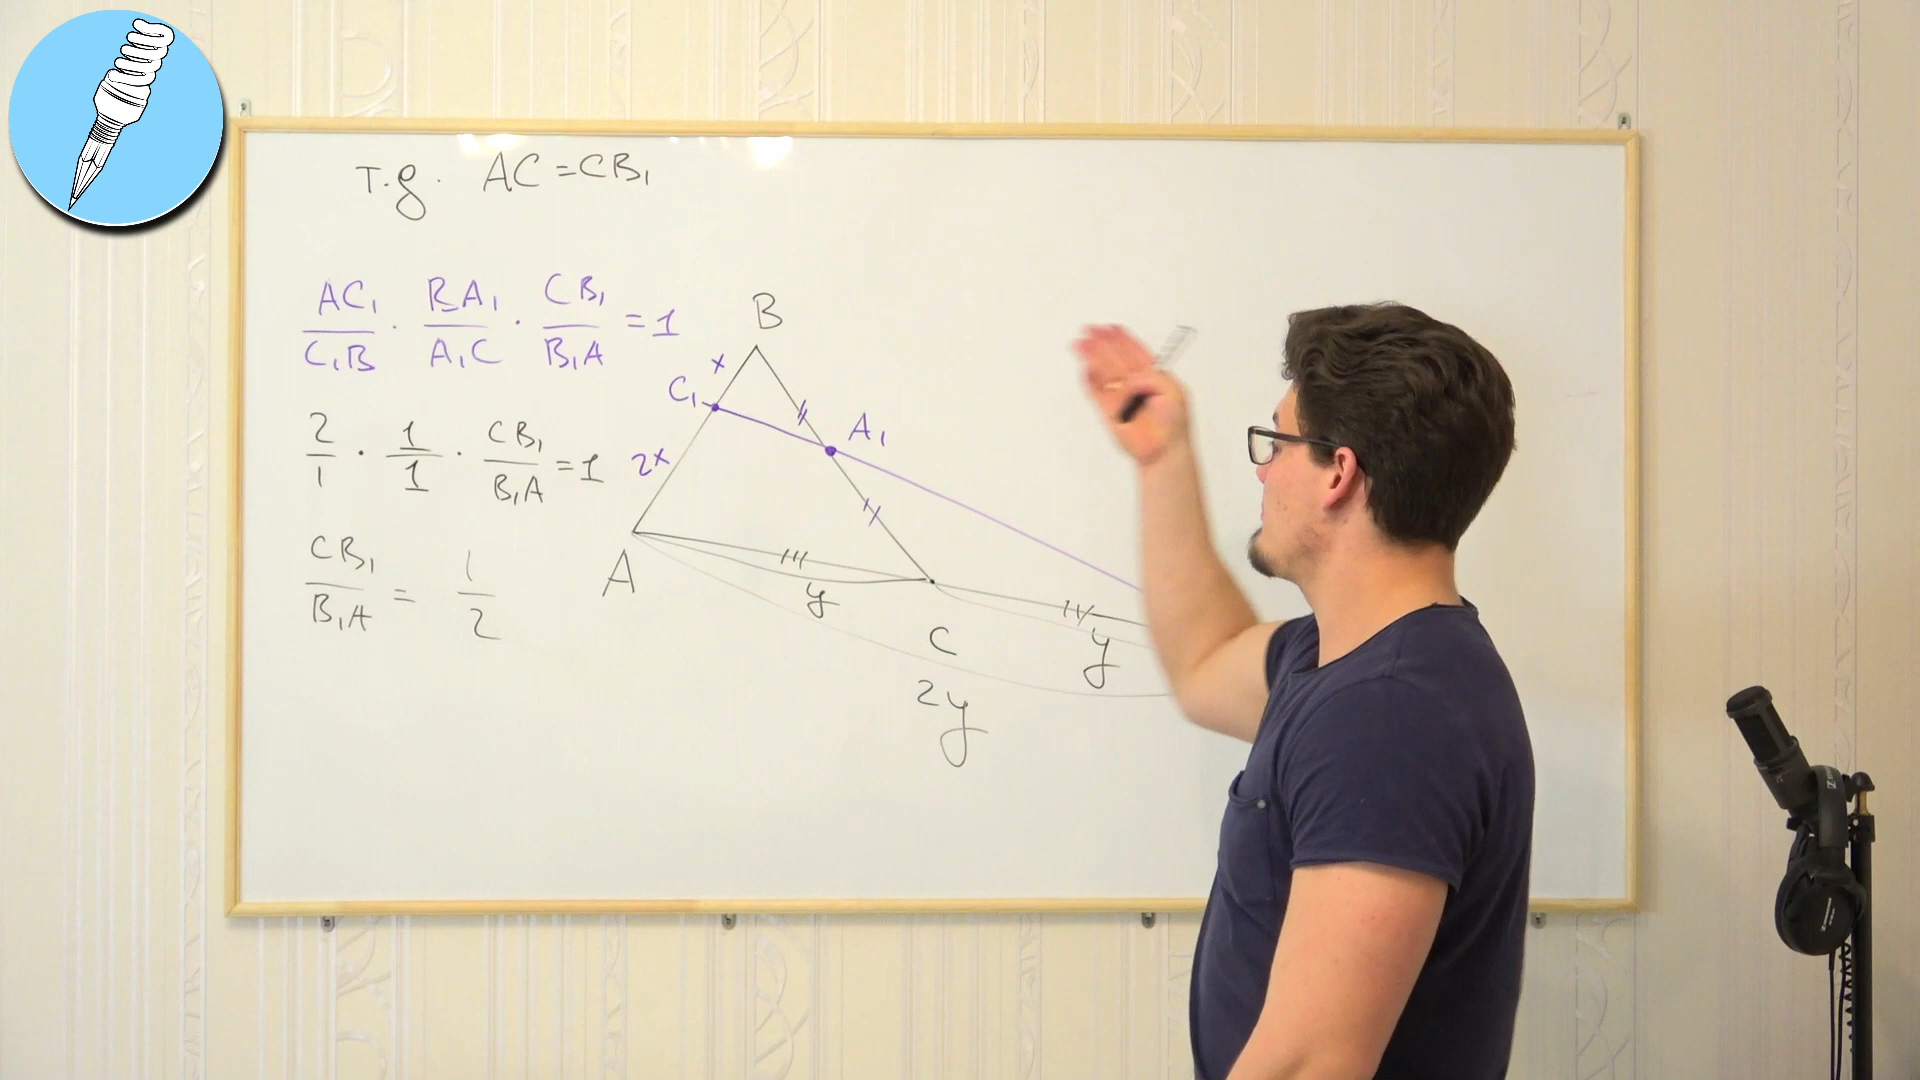 т.д. AC = CB₁
AC₁/C₁B · BA₁/A₁C · CB₁/B₁A = 1
2/1 · 1/1 · CB₁/B₁A = 1
CB₁/B₁A = 1/2
B
x
C₁
A₁
2x
A
y
C
y
2y